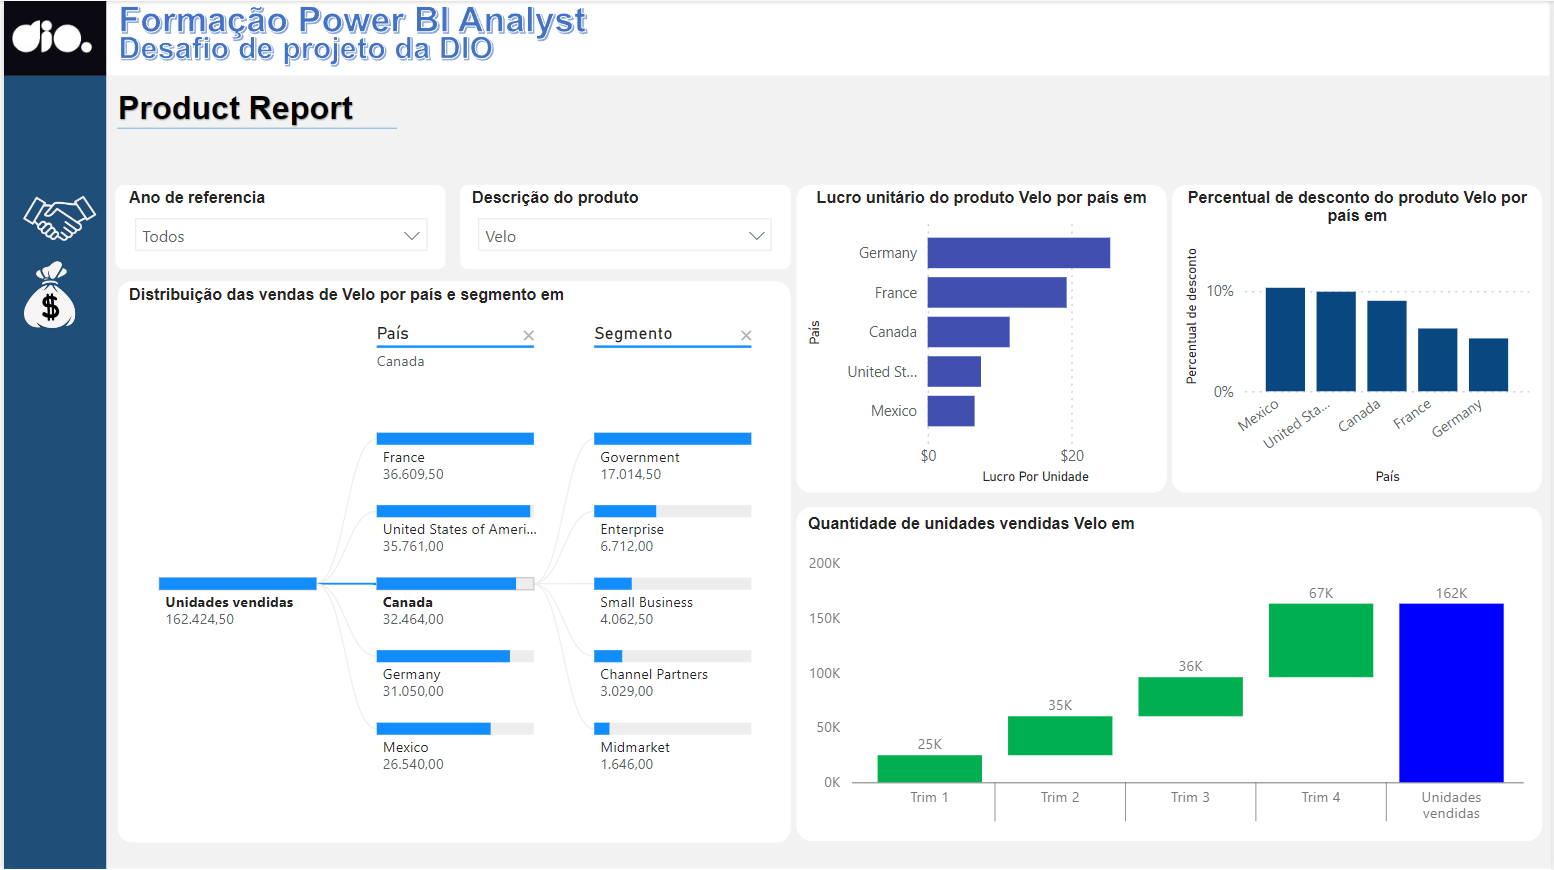 dio.
Formação Power BI Analyst
Desafio de projeto da DIO
Product Report
Ano de referencia
Todos
Descrição do produto
Velo
Distribuição das vendas de Velo por país e segmento em
País
Canada
Segmento
Unidades vendidas
162.424,50
France
36.609,50
United States of Ameri...
35.761,00
Canada
32.464,00
Germany
31.050,00
Mexico
26.540,00
Government
17.014,50
Enterprise
6.712,00
Small Business
4.062,50
Channel Partners
3.029,00
Midmarket
1.646,00
Lucro unitário do produto Velo por país em
País
Germany
France
Canada
United St...
Mexico
$0
$20
Lucro Por Unidade
Percentual de desconto do produto Velo por
país em
Percentual de desconto
10%
0%
Mexico
United Sta...
Canada
France
Germany
País
Quantidade de unidades vendidas Velo em
200K
150K
100K
50K
0K
25K
35K
36K
67K
162K
Trim 1
Trim 2
Trim 3
Trim 4
Unidades
vendidas
$